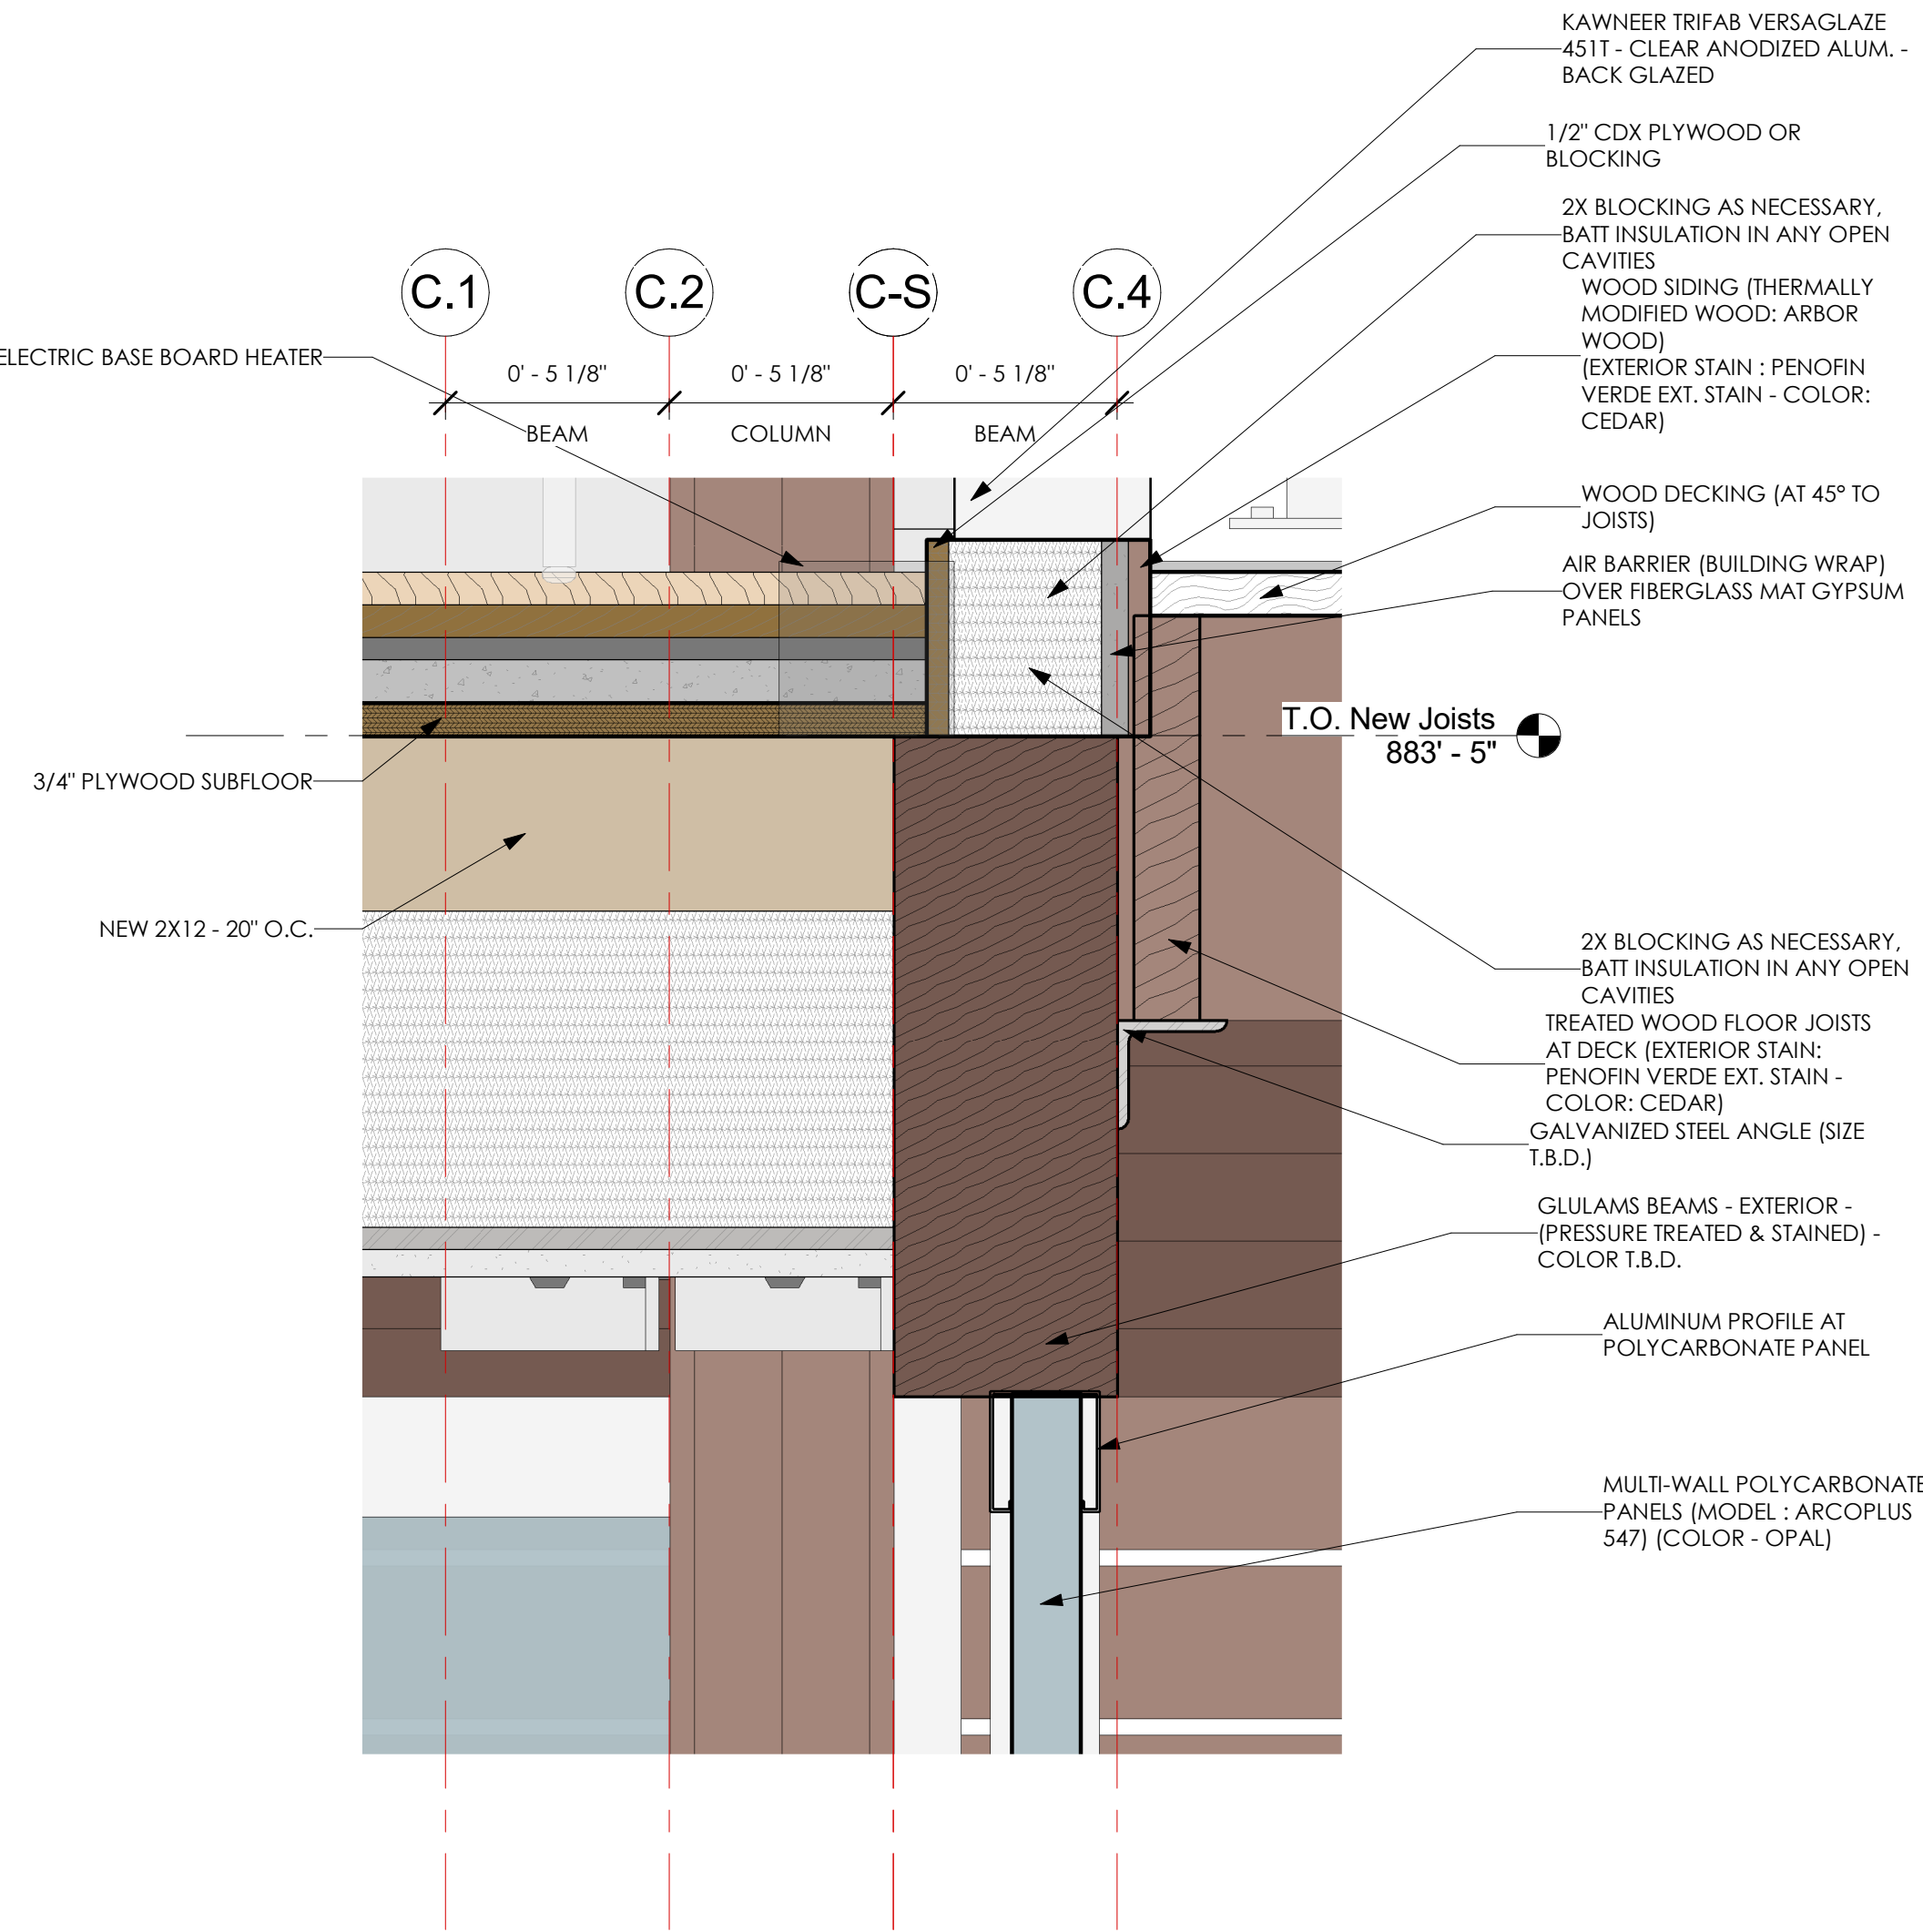 KAWNEER TRIFAB VERSAGLAZE
451T - CLEAR ANODIZED ALUM. -
BACK GLAZED
1/2" CDX PLYWOOD OR
BLOCKING
2X BLOCKING AS NECESSARY,
BATT INSULATION IN ANY OPEN
CAVITIES
WOOD SIDING (THERMALLY
MODIFIED WOOD: ARBOR
WOOD)
(EXTERIOR STAIN : PENOFIN
VERDE EXT. STAIN - COLOR:
CEDAR)
C.1
C.2
C-S
C.4
ELECTRIC BASE BOARD HEATER
0' - 5 1/8"
0' - 5 1/8"
0' - 5 1/8"
BEAM
COLUMN
BEAM
WOOD DECKING (AT 45° TO
JOISTS)
AIR BARRIER (BUILDING WRAP)
OVER FIBERGLASS MAT GYPSUM
PANELS
T.O. New Joists
883' - 5"
3/4" PLYWOOD SUBFLOOR
NEW 2X12 - 20" O.C.
2X BLOCKING AS NECESSARY,
BATT INSULATION IN ANY OPEN
CAVITIES
TREATED WOOD FLOOR JOISTS
AT DECK (EXTERIOR STAIN:
PENOFIN VERDE EXT. STAIN -
COLOR: CEDAR)
GALVANIZED STEEL ANGLE (SIZE
T.B.D.)
GLULAMS BEAMS - EXTERIOR -
(PRESSURE TREATED & STAINED) -
COLOR T.B.D.
ALUMINUM PROFILE AT
POLYCARBONATE PANEL
MULTI-WALL POLYCARBONATE
PANELS (MODEL : ARCOPLUS
547) (COLOR - OPAL)